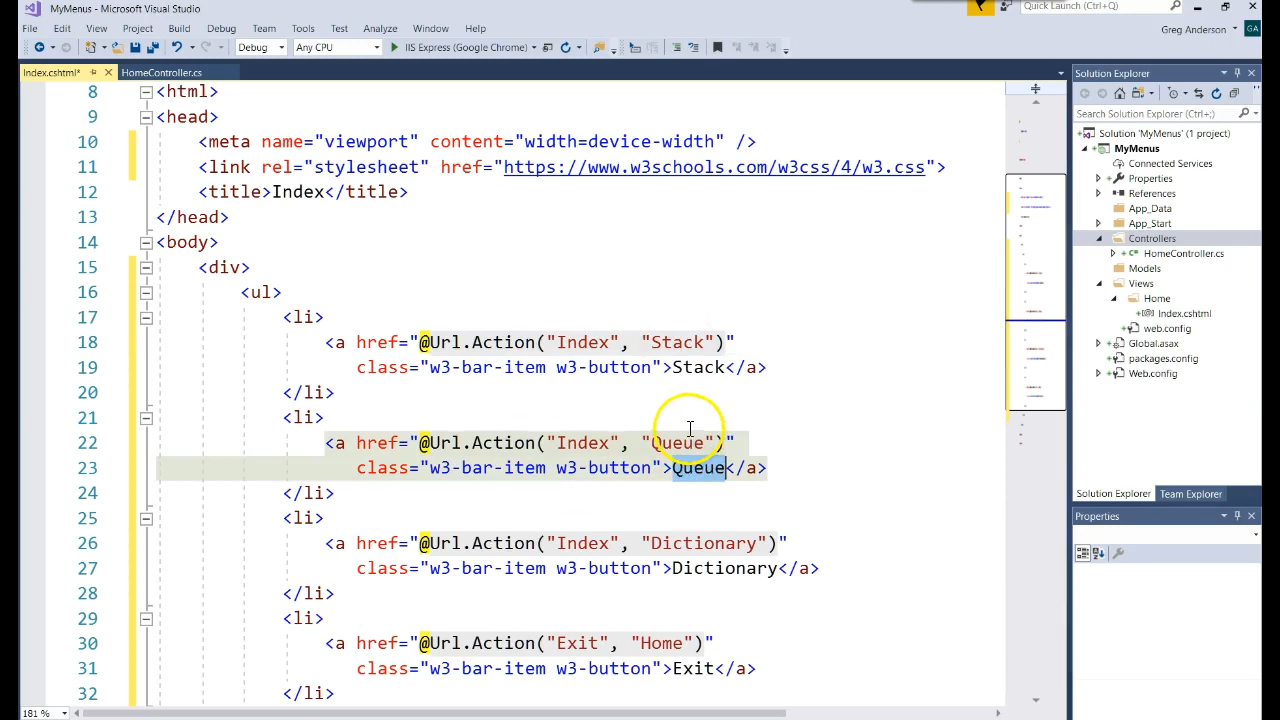 MyMenus - Microsoft Visual Studio
Quick Launch (Ctrl+Q)
File Edit View Project Build Debug Team Tools Test Analyze Window Help
Greg Anderson GA
Debug Any CPU IIS Express (Google Chrome)
Index.cshtml* HomeController.cs
Solution Explorer
8 <html>
9 <head>
10 <meta name="viewport" content="width=device-width" />
11 <link rel="stylesheet" href="https://www.w3schools.com/w3css/4/w3.css">
12 <title>Index</title>
13 </head>
14 <body>
15 <div>
16 <ul>
17 <li>
18 <a href="@Url.Action("Index", "Stack")"
19 class="w3-bar-item w3-button">Stack</a>
20 </li>
21 <li>
22 <a href="@Url.Action("Index", "Queue")"
23 class="w3-bar-item w3-button">Queue</a>
24 </li>
25 <li>
26 <a href="@Url.Action("Index", "Dictionary")"
27 class="w3-bar-item w3-button">Dictionary</a>
28 </li>
29 <li>
30 <a href="@Url.Action("Exit", "Home")"
31 class="w3-bar-item w3-button">Exit</a>
32 </li>
181 %
Search Solution Explorer (Ctrl+;)
Solution 'MyMenus' (1 project)
MyMenus
Connected Services
Properties
References
App_Data
App_Start
Controllers
HomeController.cs
Models
Views
Home
Index.cshtml
web.config
Global.asax
packages.config
Web.config
Solution Explorer Team Explorer
Properties